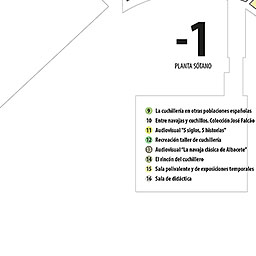 -1
PLANTA SÓTANO
9 La cuchillería en otras poblaciones españolas
10 Entre navajas y cuchillos. Colección José Falcão
11 Audiovisual "5 siglos, 5 historias"
12 Recreación taller de cuchillería
13 Audiovisual "La navaja clásica de Albacete"
14 El rincón del cuchillero
15 Sala polivalente y de exposiciones temporales
16 Sala de didáctica